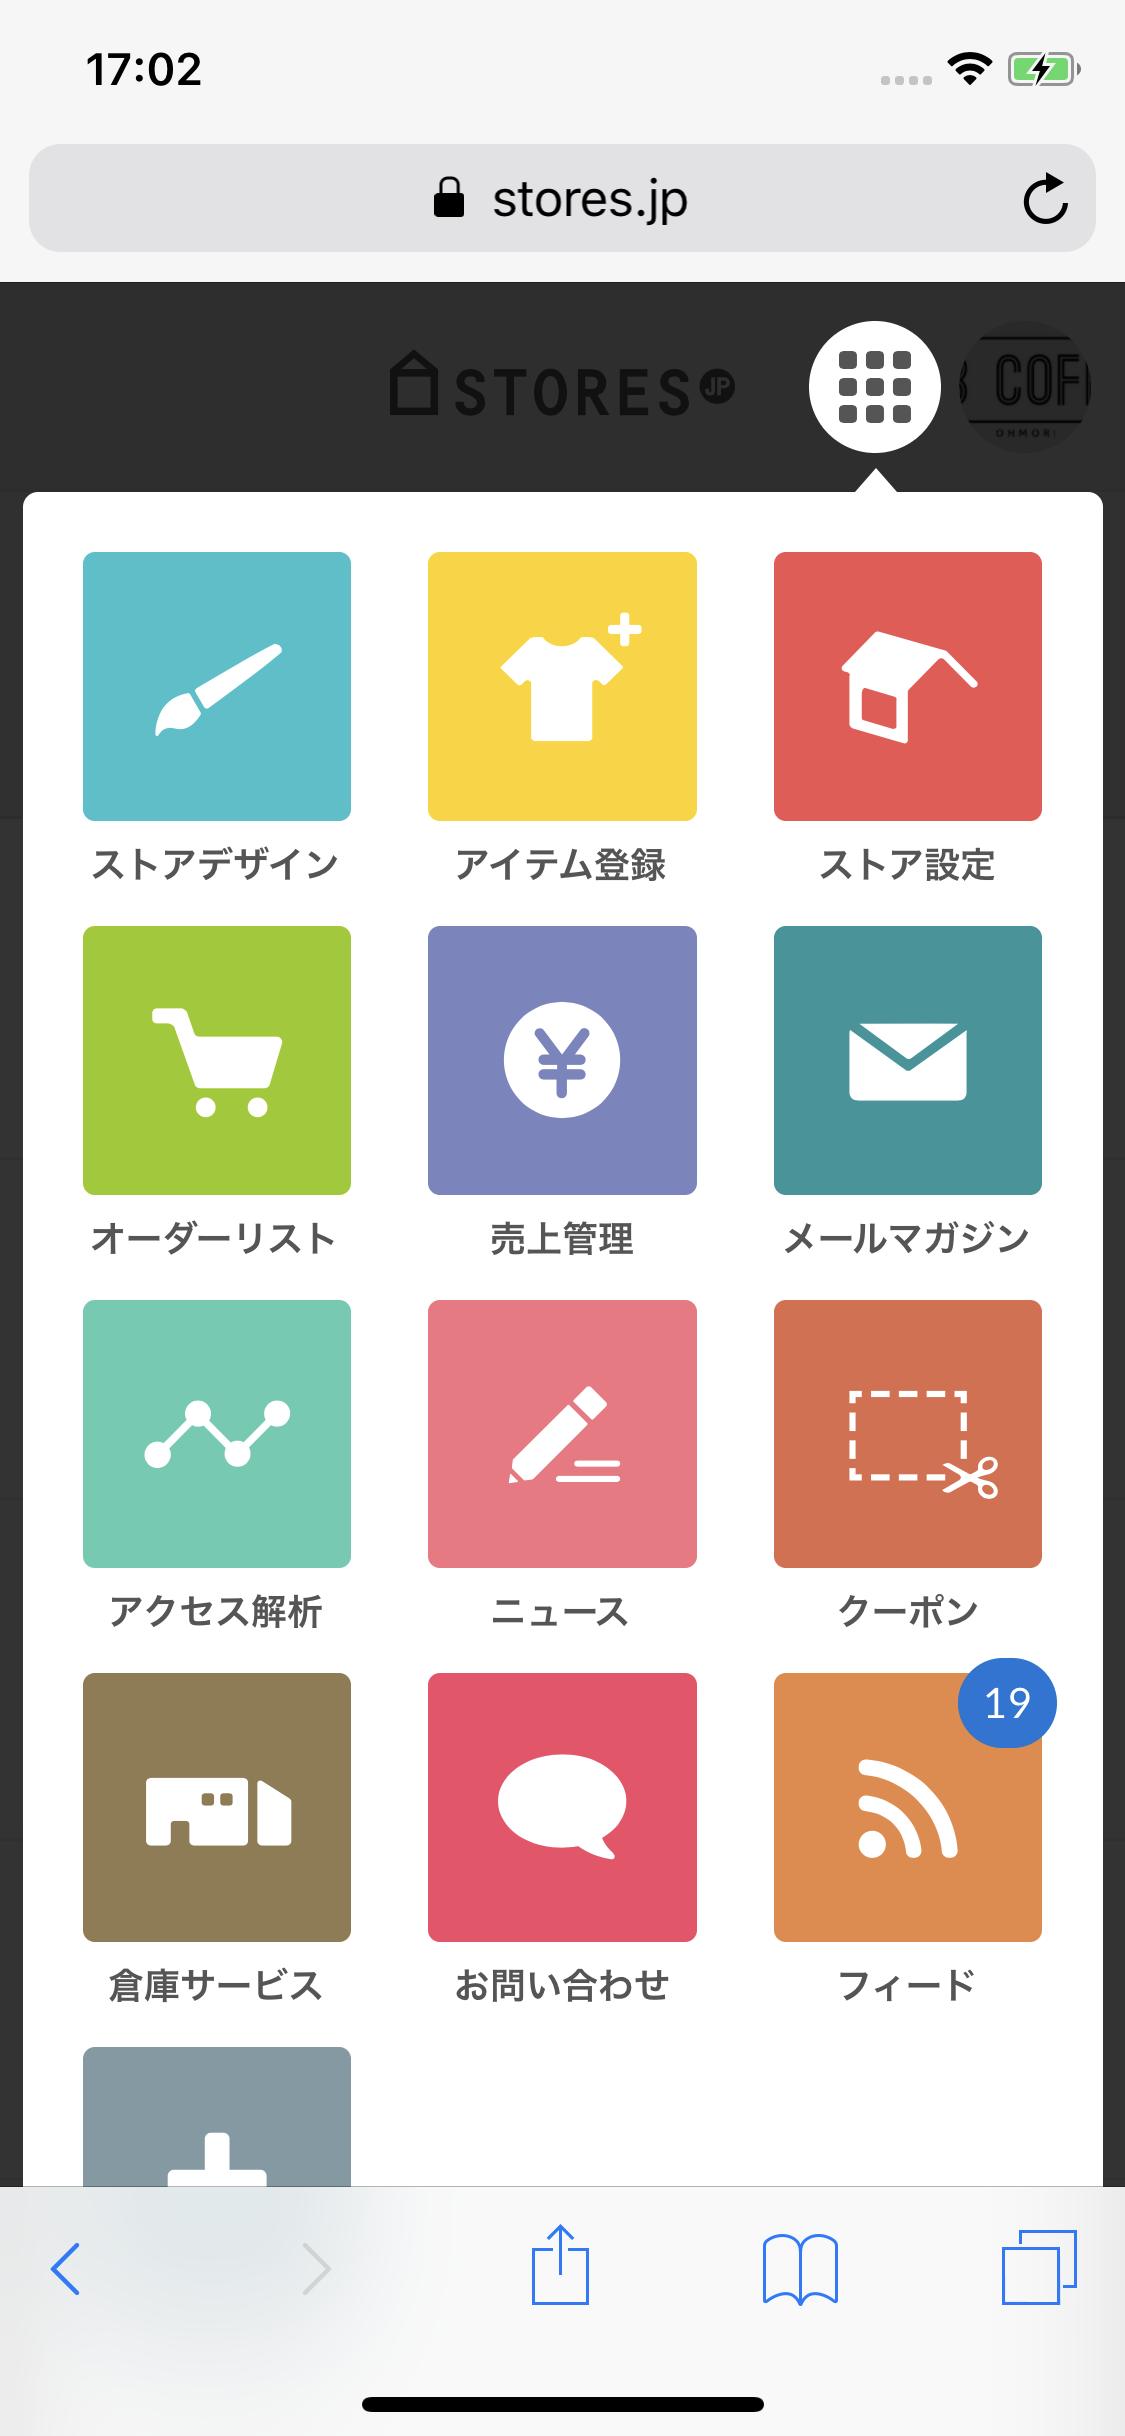 17:02
stores.jp
STORES JP
COF
OHMORI
ストアデザイン
アイテム登録
ストア設定
オーダーリスト
売上管理
メールマガジン
アクセス解析
ニュース
クーポン
19
倉庫サービス
お問い合わせ
フィード